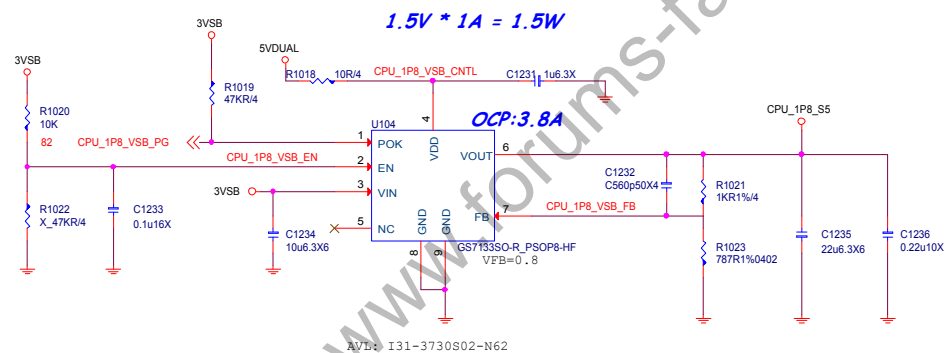 1.5V * 1A = 1.5W
3VSB
5VDUAL
3VSB
R1018
10R/4
CPU_1P8_VSB_CNTL
C1231
1u6.3X
R1019
47KR/4
R1020
10K
CPU_1P8_S5
OCP:3.8A
4
U104
82
CPU_1P8_VSB_PG
1
POK
VDD
VOUT
6
CPU_1P8_VSB_EN
2
EN
C1232
C560p50X4
R1021
1KR1%/4
3VSB
3
VIN
CPU_1P8_VSB_FB
R1022
X_47KR/4
C1233
0.1u16X
5
NC
FB
7
C1234
10u6.3X6
GND
GND
8
9
GS7133SO-R_PSOP8-HF
VFB=0.8
R1023
787R1%0402
C1235
22u6.3X6
C1236
0.22u10X
www.forums-fa
AVL: I31-3730S02-N62